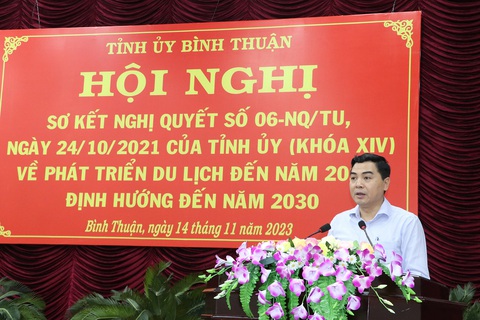 TỈNH ỦY BÌNH THUẬN
HỘI NGHỊ
SƠ KẾT NGHỊ QUYẾT SỐ 06-NQ/TU,
NGÀY 24/10/2021 CỦA TỈNH ỦY (KHÓA XIV)
VỀ PHÁT TRIỂN DU LỊCH ĐẾN NĂM
ĐỊNH HƯỚNG ĐẾN NĂM 2030
Bình Thuận, ngày 14 tháng 11 năm 2023